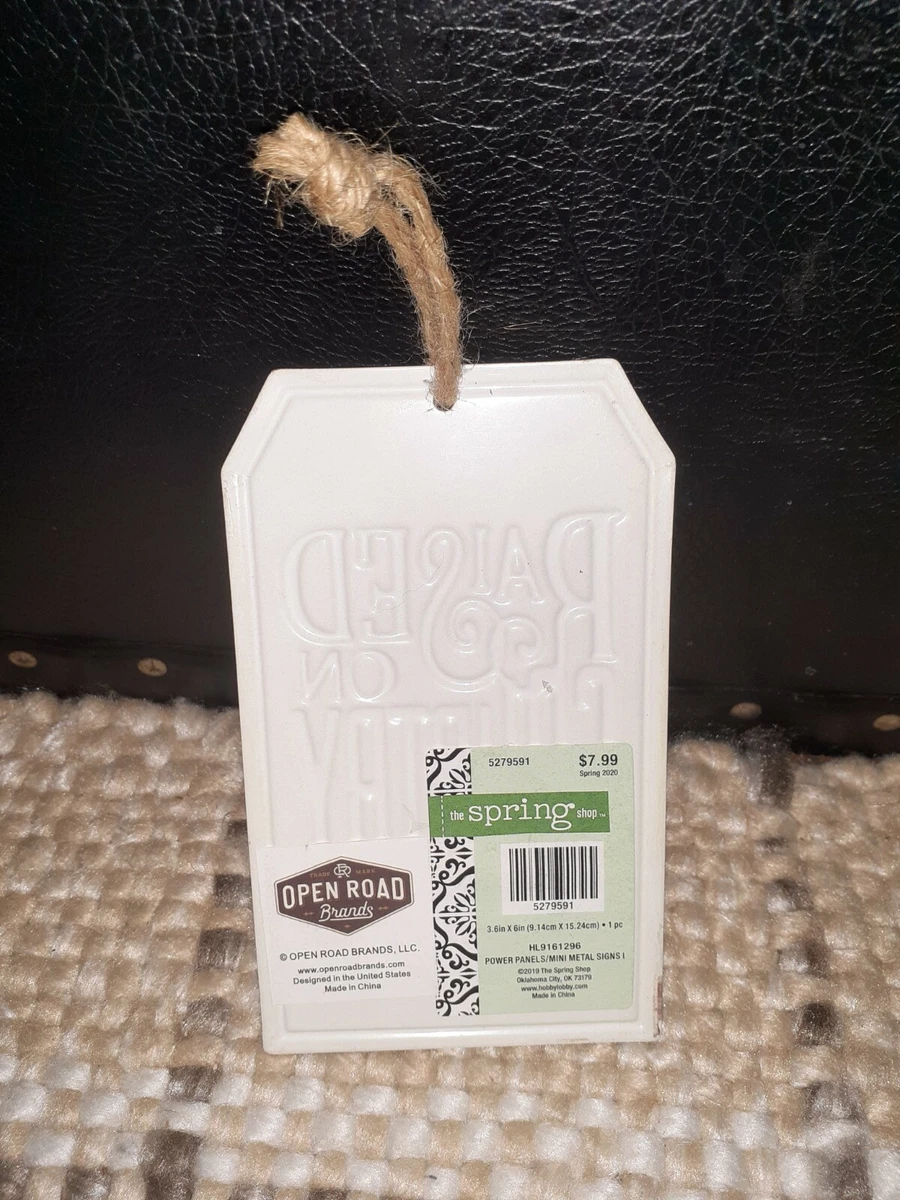 RAISED
ON
5279591
$7.99
Spring 2020
the spring shop™
5279591
3.6in X 6in (9.14cm X 15.24cm) • 1 pc
HL9161296
POWER PANELS/MINI METAL SIGNS I
©2019 The Spring Shop
Oklahoma City, OK 73179
www.hobbylobby.com
Made in China
TRADE MARK
OPEN ROAD
Brands
© OPEN ROAD BRANDS, LLC.
www.openroadbrands.com
Designed in the United States
Made in China